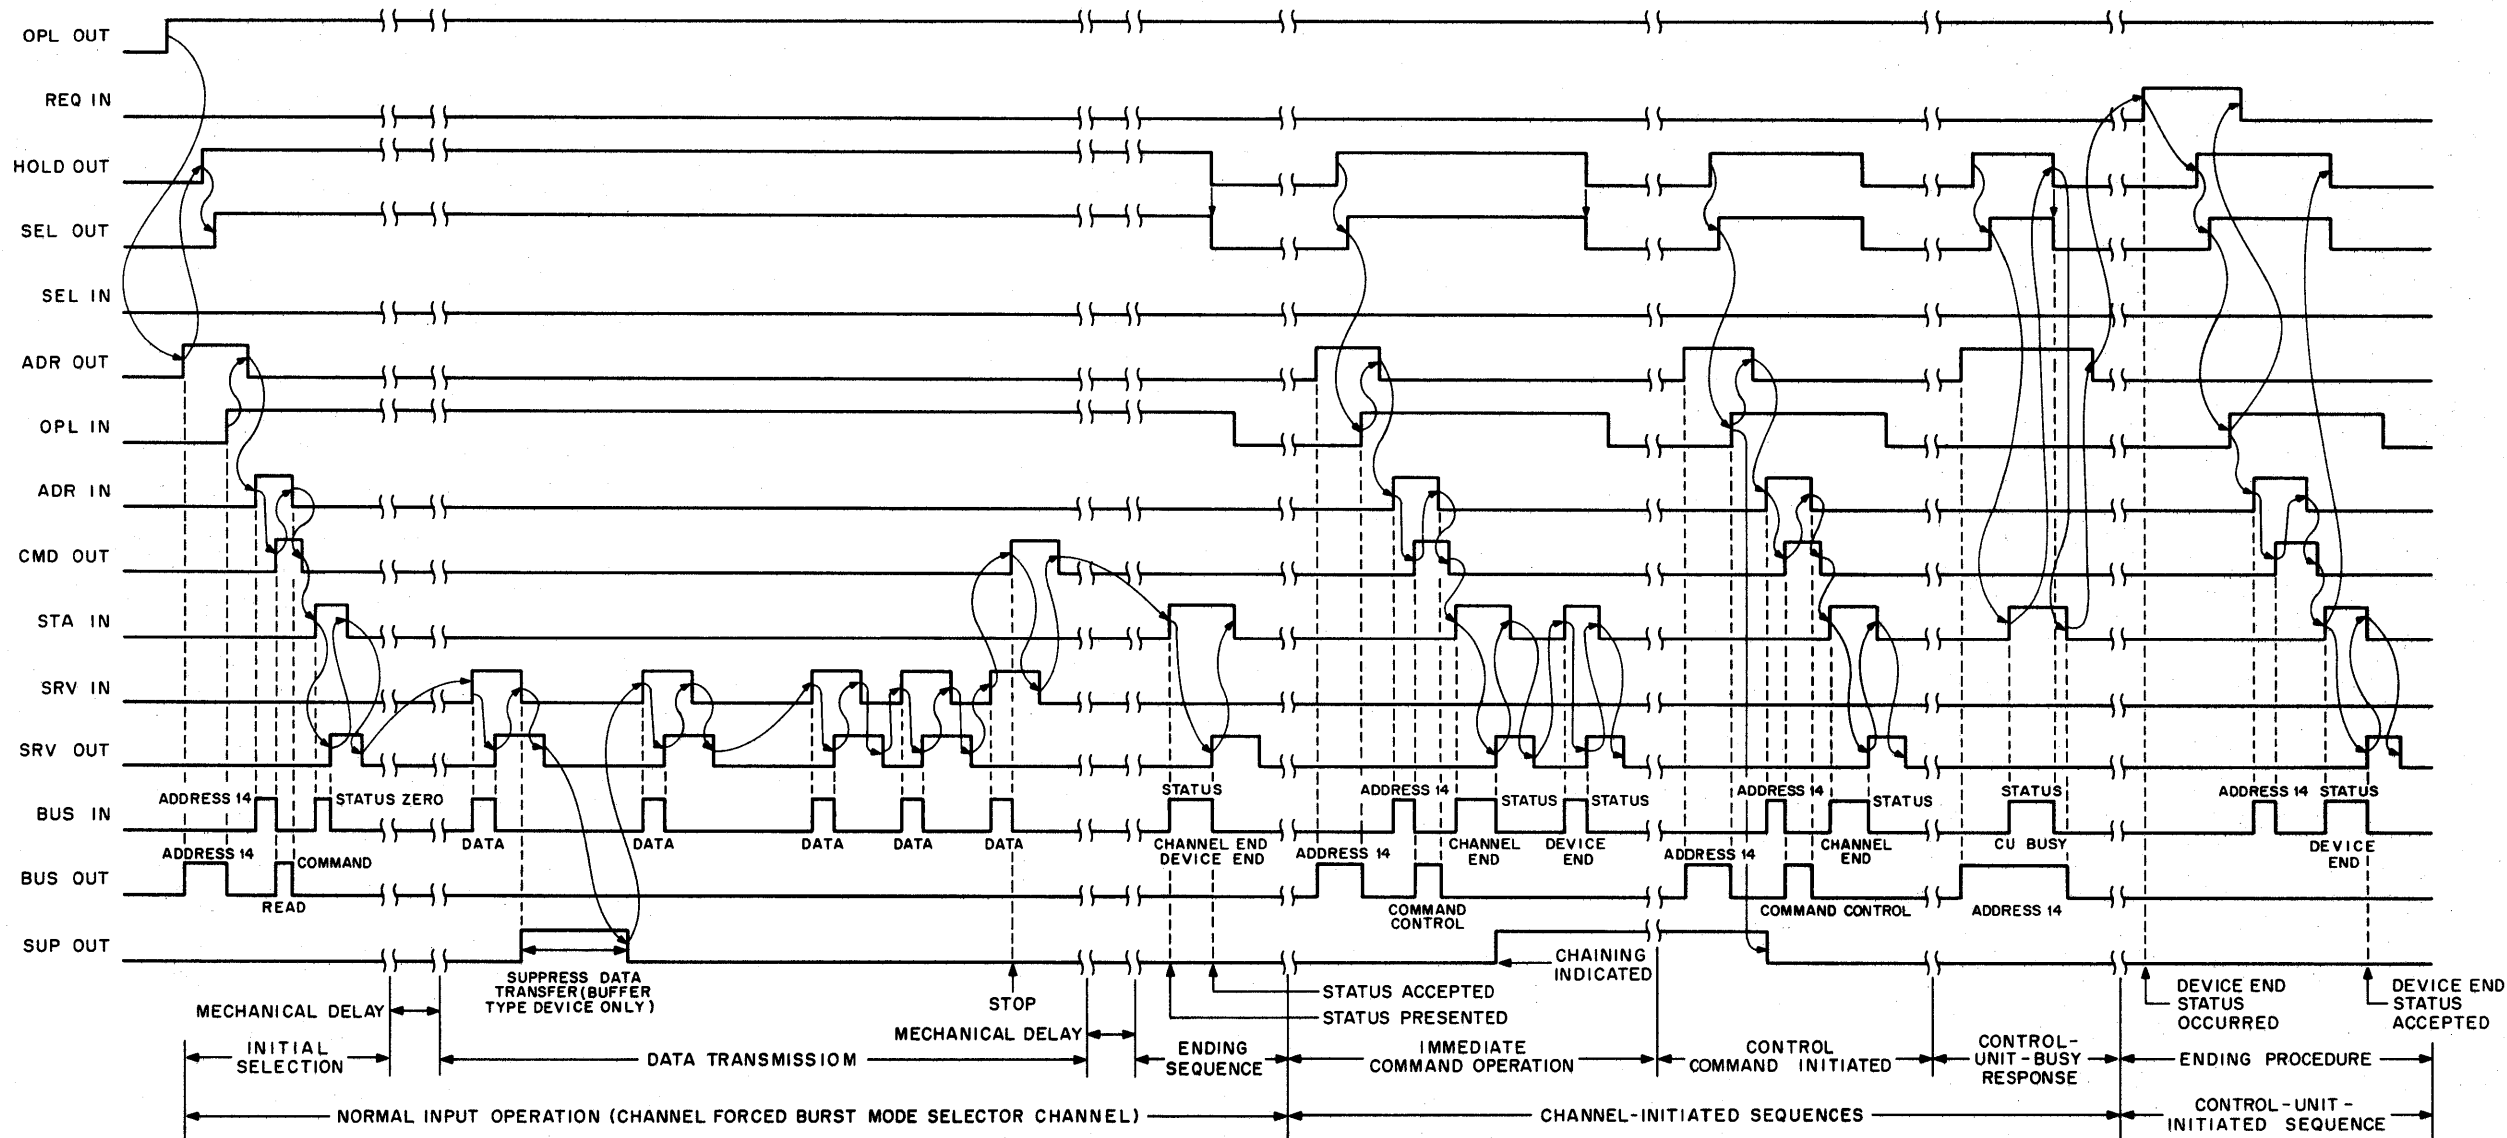 OPL OUT
REQ IN
HOLD OUT
SEL OUT
SEL IN
ADR OUT
OPL IN
ADR IN
CMD OUT
STA IN
SRV IN
SRV OUT
BUS IN
BUS OUT
SUP OUT
ADDRESS 14
STATUS ZERO
STATUS
ADDRESS 14
STATUS
STATUS
ADDRESS 14
STATUS
STATUS
ADDRESS 14
STATUS
DATA
DATA
DATA
DATA
DATA
CHANNEL END
DEVICE END
CHANNEL
END
DEVICE
END
CHANNEL
END
CU BUSY
DEVICE
END
ADDRESS 14
COMMAND
READ
ADDRESS 14
COMMAND
CONTROL
ADDRESS 14
COMMAND CONTROL
ADDRESS 14
SUPPRESS DATA
TRANSFER (BUFFER
TYPE DEVICE ONLY)
STOP
CHAINING
INDICATED
STATUS ACCEPTED
STATUS PRESENTED
DEVICE END
STATUS
OCCURRED
DEVICE END
STATUS
ACCEPTED
MECHANICAL DELAY
MECHANICAL DELAY
INITIAL
SELECTION
DATA TRANSMISSIOM
ENDING
SEQUENCE
IMMEDIATE
COMMAND OPERATION
CONTROL
COMMAND INITIATED
CONTROL-
UNIT-BUSY
RESPONSE
ENDING PROCEDURE
NORMAL INPUT OPERATION (CHANNEL FORCED BURST MODE SELECTOR CHANNEL)
CHANNEL-INITIATED SEQUENCES
CONTROL-UNIT-
INITIATED SEQUENCE